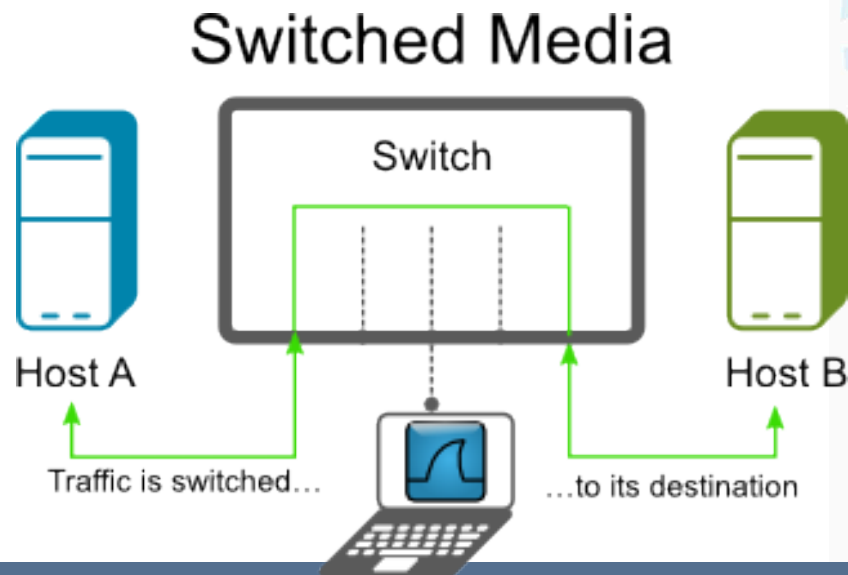 Switched Media
Switch
Host A
Host B
Traffic is switched…
…to its destination